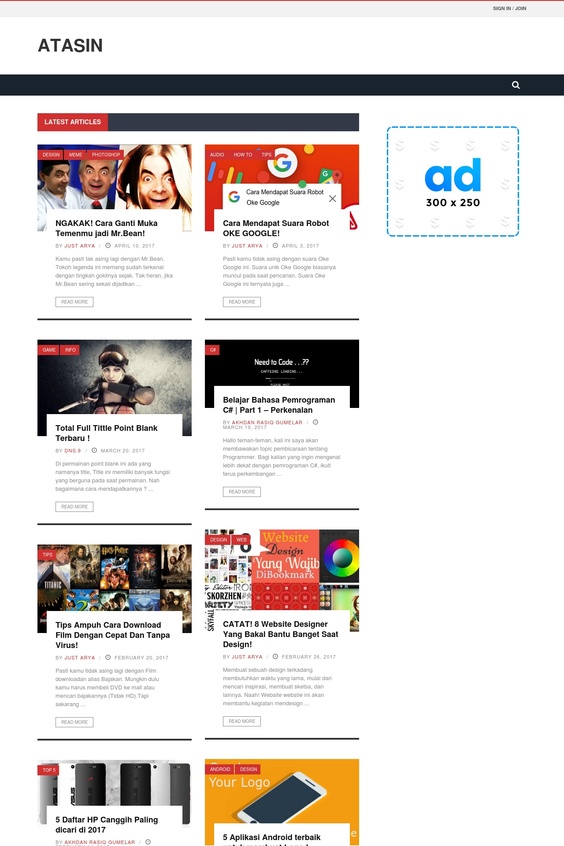 SIGN IN / JOIN
ATASIN
LATEST ARTICLES
DESIGN MEME PHOTOSHOP
NGAKAK! Cara Ganti Muka
Temenmu jadi Mr.Bean!
BY JUST ARYA / APRIL 10, 2017
Kamu pasti tak asing lagi dengan Mr.Bean.
Tokoh legenda ini memang sudah terkenal
dengan tingkah goklnya sejak. Tak heran, jika
Mr.Bean sering sekali dijadikan ...
READ MORE
AUDIO HOW TO TIPS
Cara Mendapat Suara Robot
Oke Google
Cara Mendapat Suara Robot
OKE GOOGLE!
BY JUST ARYA / APRIL 3, 2017
Pasti kamu tidak asing dengan suara Oke
Google ini. Suara unik Oke Google biasanya
muncul pada saat pencarian. Suara Oke
Google ini ternyata juga ...
READ MORE
ad
300 x 250
GAME INFO
Total Full Tittle Point Blank
Terbaru !
BY DNS.9 / MARCH 20, 2017
Di permainan point blank ini ada yang
namanya title, Title ini memiliki banyak fungsi
yang berguna pada saat permainan. Nah
bagaimana cara mendapatkannya ? ...
READ MORE
C#
Need to Code . . ??
CAFFEINE LOADING...
Belajar Bahasa Pemrograman
C# | Part 1 – Perkenalan
BY AKHDAN RASIQ GUMELAR /
MARCH 19, 2017
Hallo teman-teman, kali ini saya akan
membawakan topic pembicaraan tentang
Programmer. Bagi kalian yang ingin mengenal
lebih dekat dengan pemrograman C#, ikuti
terus perkembangan ...
READ MORE
TIPS
TITANIC
Harry Potter
Tips Ampuh Cara Download
Film Dengan Cepat Dan Tanpa
Virus!
BY JUST ARYA / FEBRUARY 20, 2017
Pasti kamu tidak asing lagi dengan Film
downloadan alias Bajakan. Mungkin dulu
kamu harus membeli DVD ke mall atau
mencari bajakannya (Tidak HD) Tapi
sekarang ...
READ MORE
DESIGN WEB
Website
Design
Yang Wajib
DiBookmark
SKORZHEN
SKYFALL
CATAT! 8 Website Designer
Yang Bakal Bantu Banget Saat
Design!
BY JUST ARYA / FEBRUARY 26, 2017
Membuat sebuah design terkadang
membutuhkan waktu yang lama, mulai dari
mencari inspirasi, membuat sketsa, dan
lainnya. Naah! Website website ini akan
membantu kegiatan mendesign ...
READ MORE
TOP 5
5 Daftar HP Canggih Paling
dicari di 2017
BY AKHDAN RASIQ GUMELAR /
ANDROID DESIGN
Your Logo
5 Aplikasi Android terbaik